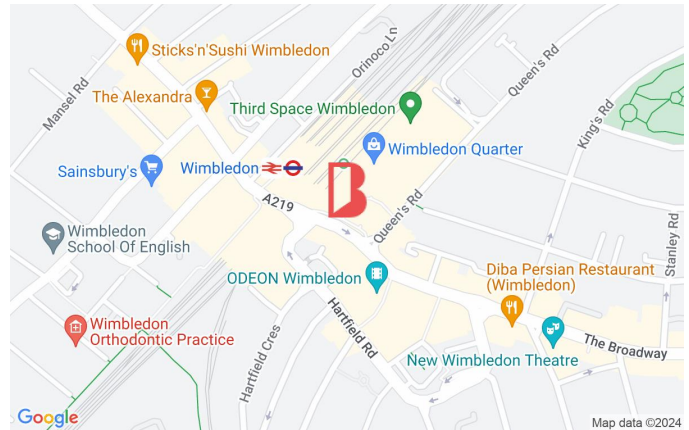 Sticks'n'Sushi Wimbledon
Orinoco Ln
Mansel Rd
The Alexandra
Third Space Wimbledon
Queen's Rd
King's Rd
Sainsbury's
Wimbledon
Wimbledon Quarter
B
A219
Queen's Rd
Stanley Rd
Wimbledon
School Of English
ODEON Wimbledon
Diba Persian Restaurant
(Wimbledon)
Wimbledon
Orthodontic Practice
Hartfield Cres
Hartfield Rd
New Wimbledon Theatre
The Broadway
Google
Map data ©2024